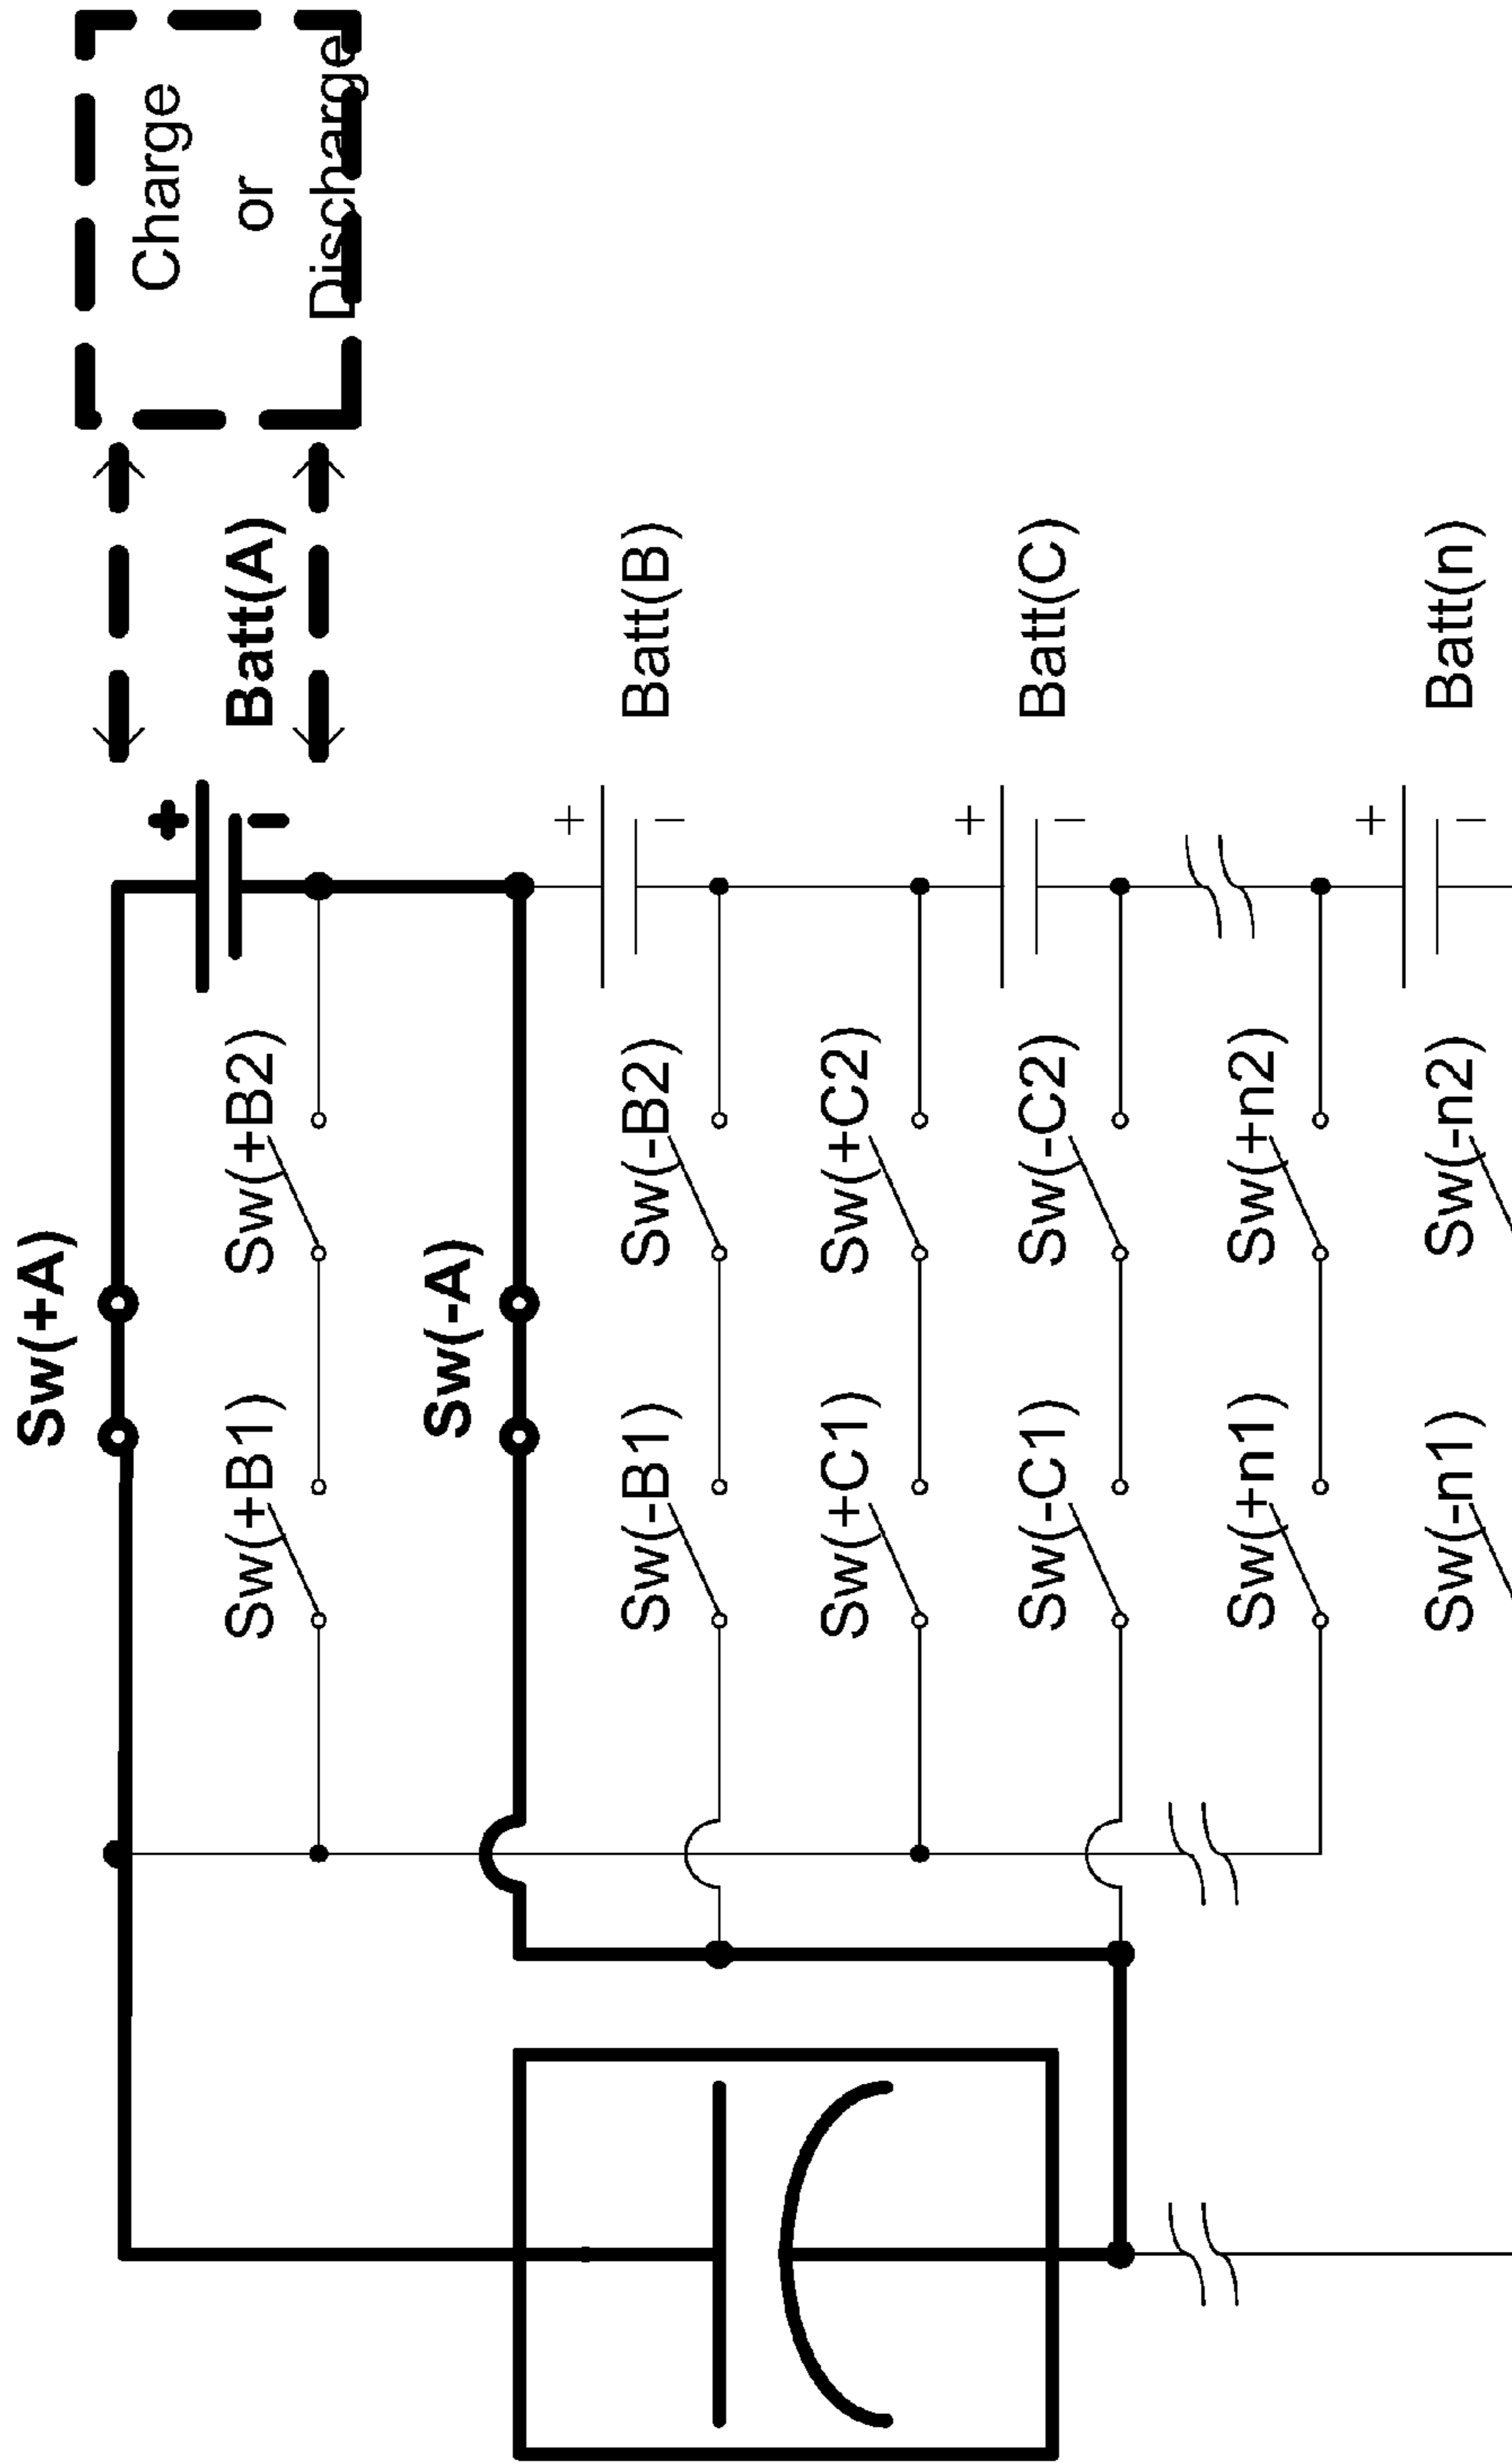 Charge
or
Discharge
Batt(A)
Batt(B)
Batt(C)
Batt(n)
+
-
+
-
+
-
+
-
Sw(+A)
Sw(+B2)
Sw(-A)
Sw(-B2)
Sw(+C2)
Sw(-C2)
Sw(+n2)
Sw(-n2)
Sw(+B1)
Sw(-B1)
Sw(+C1)
Sw(-C1)
Sw(+n1)
Sw(-n1)